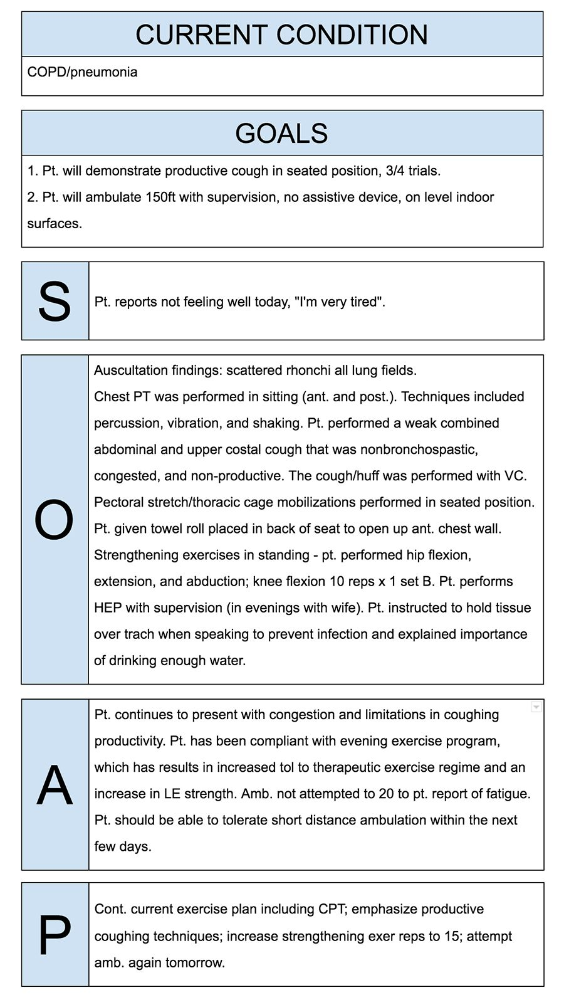 CURRENT CONDITION
COPD/pneumonia
GOALS
1. Pt. will demonstrate productive cough in seated position, 3/4 trials.
2. Pt. will ambulate 150ft with supervision, no assistive device, on level indoor
surfaces.
S
Pt. reports not feeling well today, "I'm very tired".
O
Auscultation findings: scattered rhonchi all lung fields.
Chest PT was performed in sitting (ant. and post.). Techniques included
percussion, vibration, and shaking. Pt. performed a weak combined
abdominal and upper costal cough that was nonbronchospastic,
congested, and non-productive. The cough/huff was performed with VC.
Pectoral stretch/thoracic cage mobilizations performed in seated position.
Pt. given towel roll placed in back of seat to open up ant. chest wall.
Strengthening exercises in standing - pt. performed hip flexion,
extension, and abduction; knee flexion 10 reps x 1 set B. Pt. performs
HEP with supervision (in evenings with wife). Pt. instructed to hold tissue
over trach when speaking to prevent infection and explained importance
of drinking enough water.
A
Pt. continues to present with congestion and limitations in coughing
productivity. Pt. has been compliant with evening exercise program,
which has results in increased tol to therapeutic exercise regime and an
increase in LE strength. Amb. not attempted to 20 to pt. report of fatigue.
Pt. should be able to tolerate short distance ambulation within the next
few days.
P
Cont. current exercise plan including CPT; emphasize productive
coughing techniques; increase strengthening exer reps to 15; attempt
amb. again tomorrow.